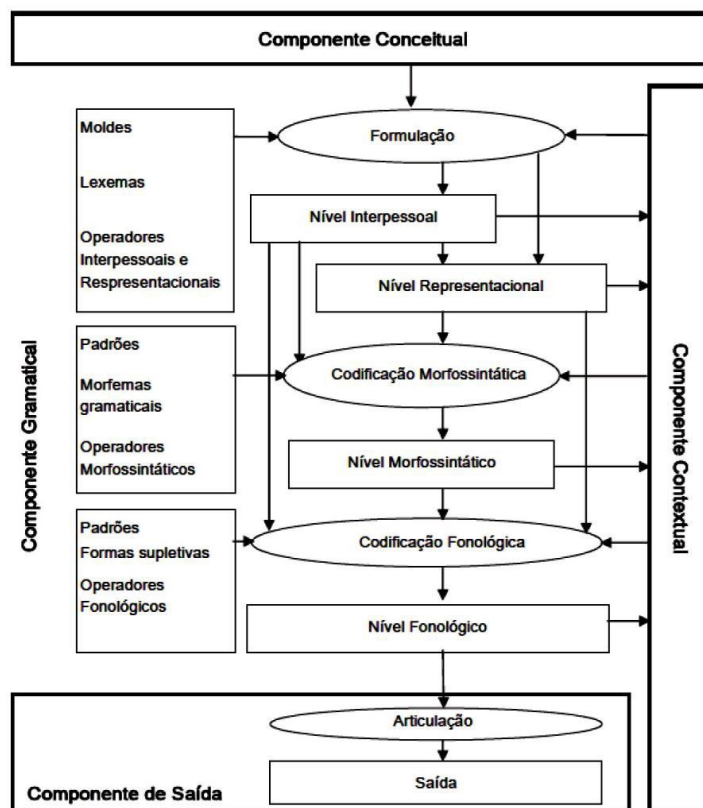 Componente Conceitual
Moldes
Lexemas
Operadores
Interpessoais e
Respresentacionais
Formulação
Nível Interpessoal
Nível Representacional
Componente Gramatical
Padrões
Morfemas
gramaticais
Operadores
Morfossintáticos
Codificação Morfossintática
Nível Morfossintático
Componente Contextual
Padrões
Formas supletivas
Operadores
Fonológicos
Codificação Fonológica
Nível Fonológico
Articulação
Saída
Componente de Saída